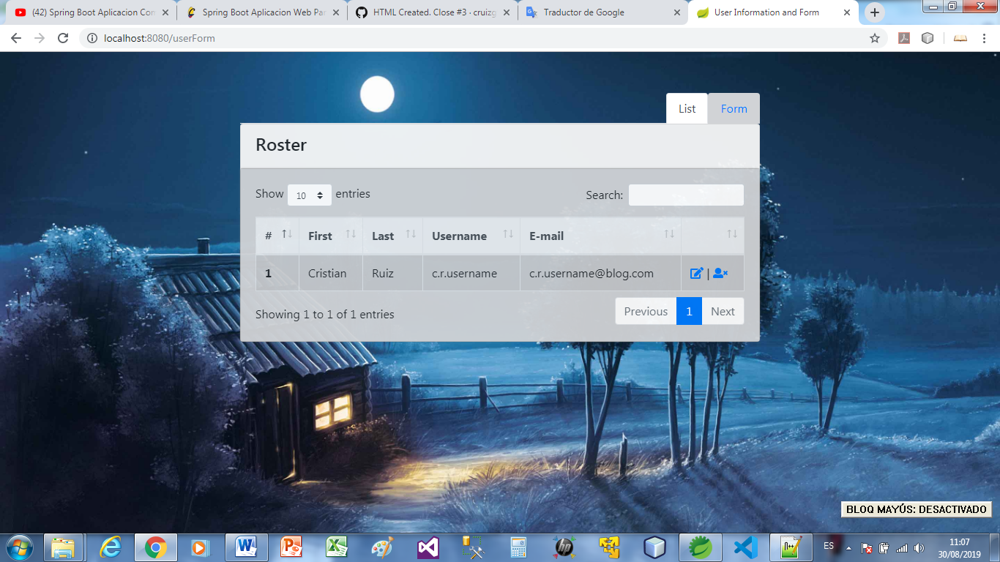 (42) Spring Boot Aplicacion Con
Spring Boot Aplicacion Web Par
HTML Created. Close #3 · cruizg
Traductor de Google
User Information and Form
localhost:8080/userForm
List
Form
Roster
Show 10 entries
Search:
# First Last Username E-mail
1 Cristian Ruiz c.r.username c.r.username@blog.com |
Showing 1 to 1 of 1 entries
Previous 1 Next
BLOQ MAYÚS: DESACTIVADO
ES
11:07
30/08/2019